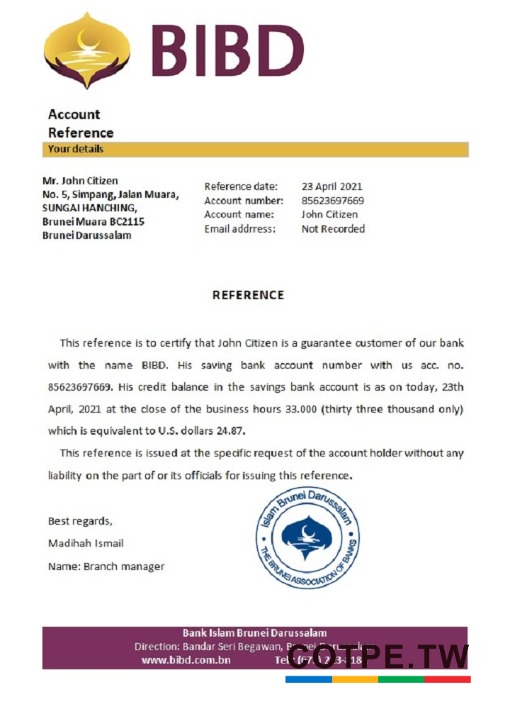 BIBD
Account
Reference
Your details
Mr. John Citizen
No. 5, Simpang, Jalan Muara,
SUNGAI HANCHING,
Brunei Muara BC2115
Brunei Darussalam
Reference date: 23 April 2021
Account number: 85623697669
Account name: John Citizen
Email addrress: Not Recorded
REFERENCE
This reference is to certify that John Citizen is a guarantee customer of our bank
with the name BIBD. His saving bank account number with us acc. no.
85623697669. His credit balance in the savings bank account is as on today, 23th
April, 2021 at the close of the business hours 33.000 (thirty three thousand only)
which is equivalent to U.S. dollars 24.87.
This reference is issued at the specific request of the account holder without any
liability on the part of or its officials for issuing this reference.
Best regards,
Madihah Ismail
Name: Branch manager
Islam Brunei Darussalam
THE BRUNEI ASSOCIATION OF BANKS
Bank Islam Brunei Darussalam
Direction: Bandar Seri Begawan,
www.bibd.com.bn Tel:
GOTPE.TW